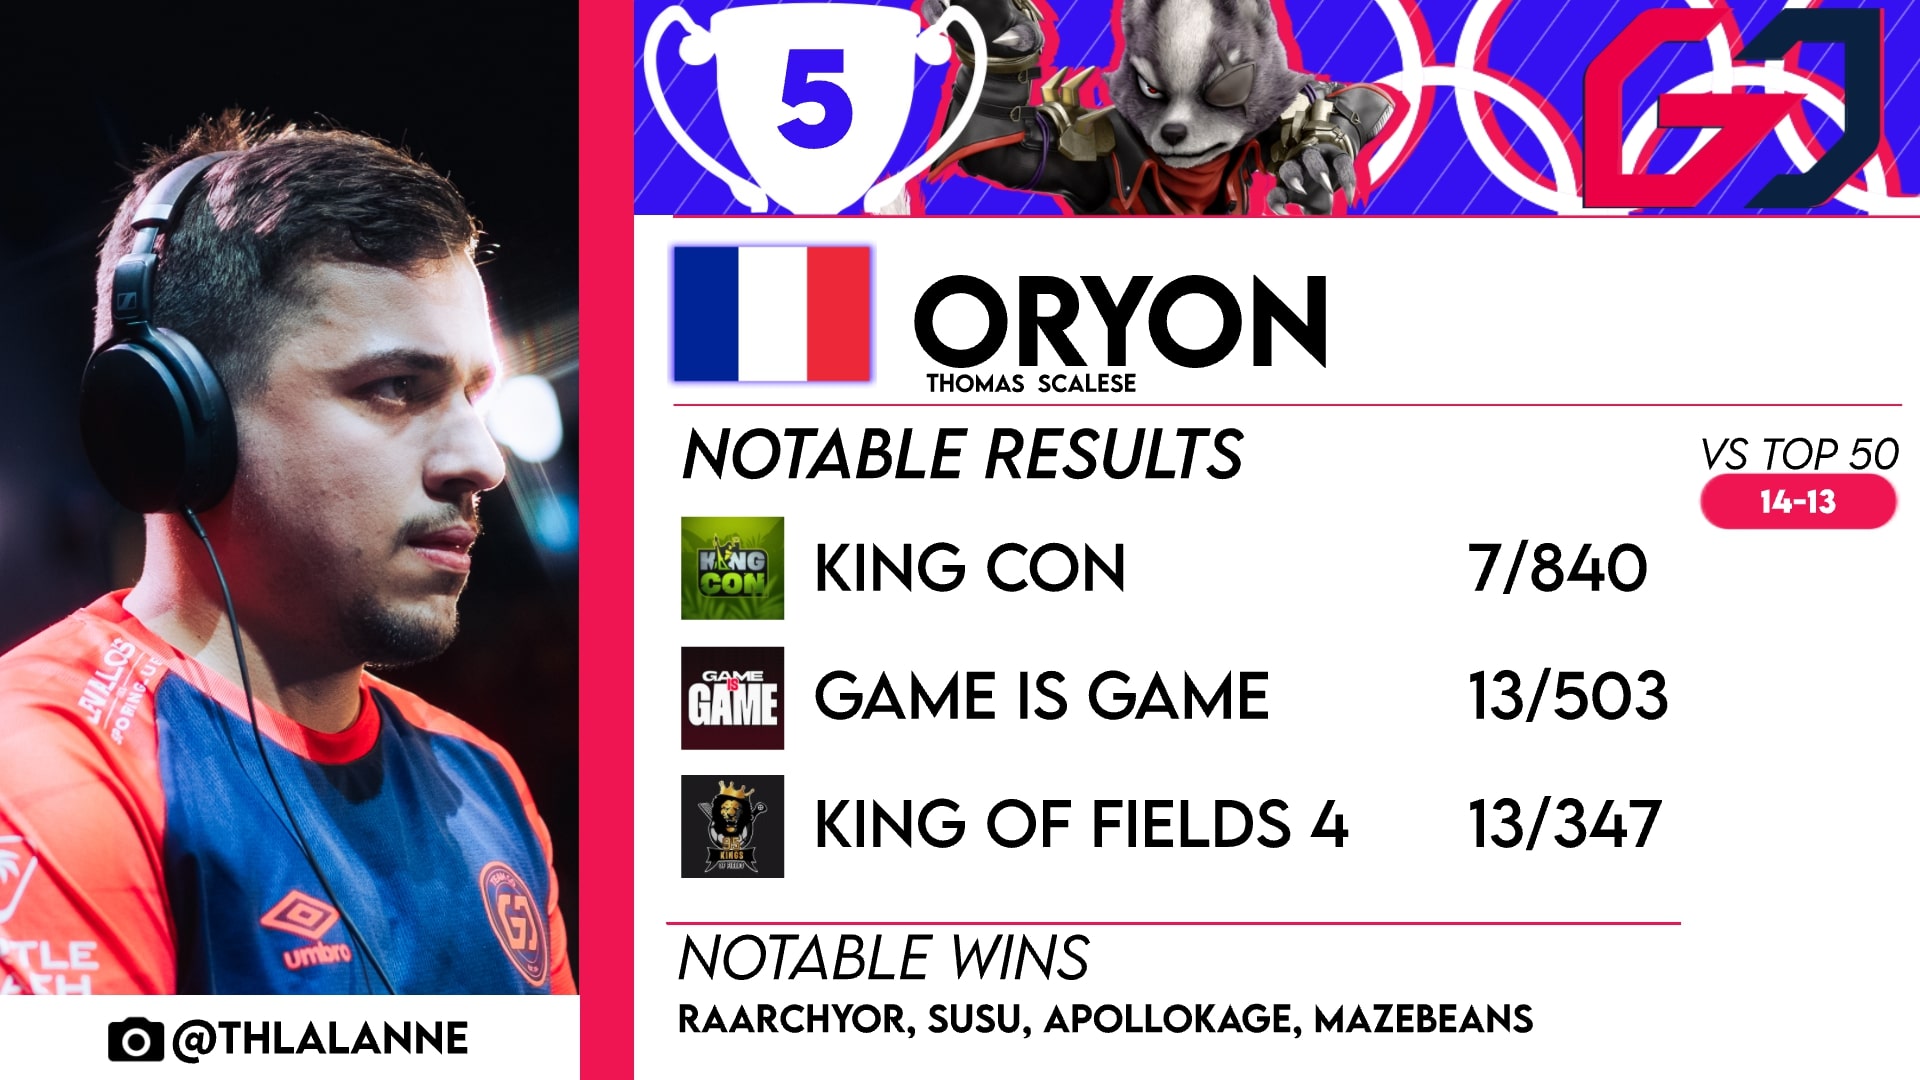 5
GJ
ORYON
THOMAS SCALESE
NOTABLE RESULTS
VS TOP 50
14-13
KING CON
KING CON
7/840
GAME IS GAME
GAME IS GAME
13/503
KINGS
KING OF FIELDS 4
13/347
NOTABLE WINS
RAARCHYOR, SUSU, APOLLOKAGE, MAZEBEANS
umbro
@THLALANNE